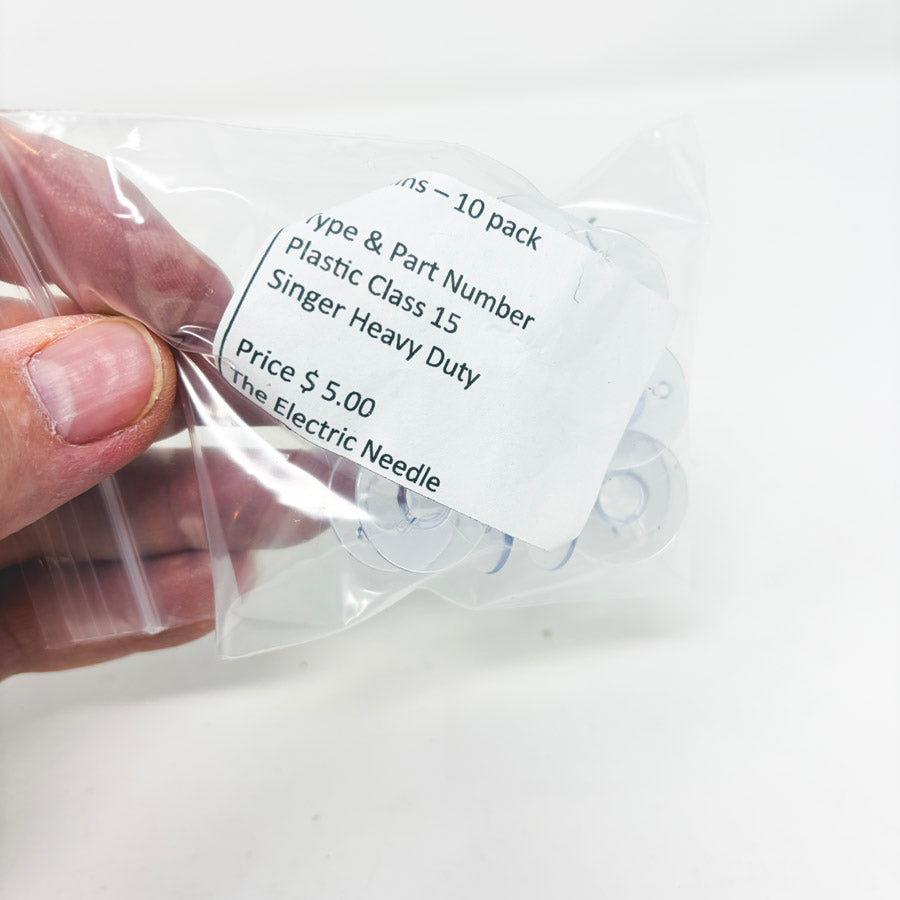 – 10 pack
Type & Part Number
Plastic Class 15
Singer Heavy Duty
Price $ 5.00
The Electric Needle